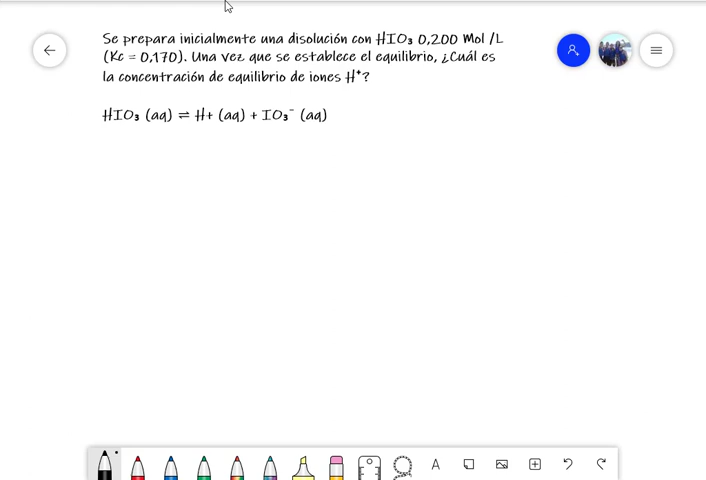 Se prepara inicialmente una disolución con HIO₃ 0,200 Mol /L
(Kc = 0,170). Una vez que se establece el equilibrio, ¿Cuál es
la concentración de equilibrio de iones H⁺?
HIO₃ (aq) ⇌ H+ (aq) + IO₃⁻ (aq)
A